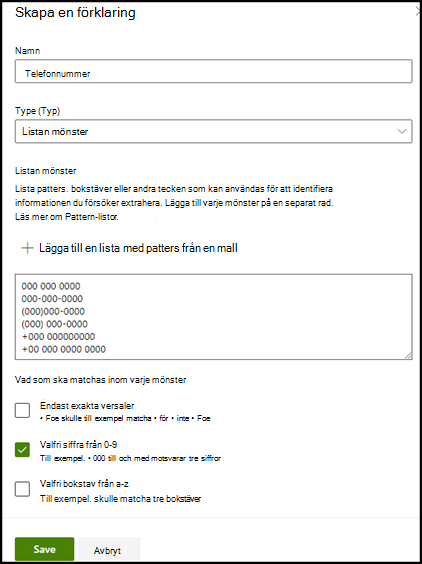 Skapa en förklaring
Namn
Telefonnummer
Type (Typ)
Listan mönster
Listan mönster
Lista patters. bokstäver eller andra tecken som kan användas för att identifiera
informationen du försöker extrahera. Lägga till varje mönster på en separat rad.
Läs mer om Pattern-listor.
Lägga till en lista med patters från en mall
000 000 0000
000-000-0000
(000)000-0000
(000) 000-0000
+000 000000000
+00 000 0000 0000
Vad som ska matchas inom varje mönster
Endast exakta versaler
• Foe skulle till exempel matcha • för • inte • Foe
Valfri siffra från 0-9
Till exempel. • 000 till och med motsvarar tre siffror
Valfri bokstav från a-z
Till exempel. skulle matcha tre bokstäver
Save
Avbryt